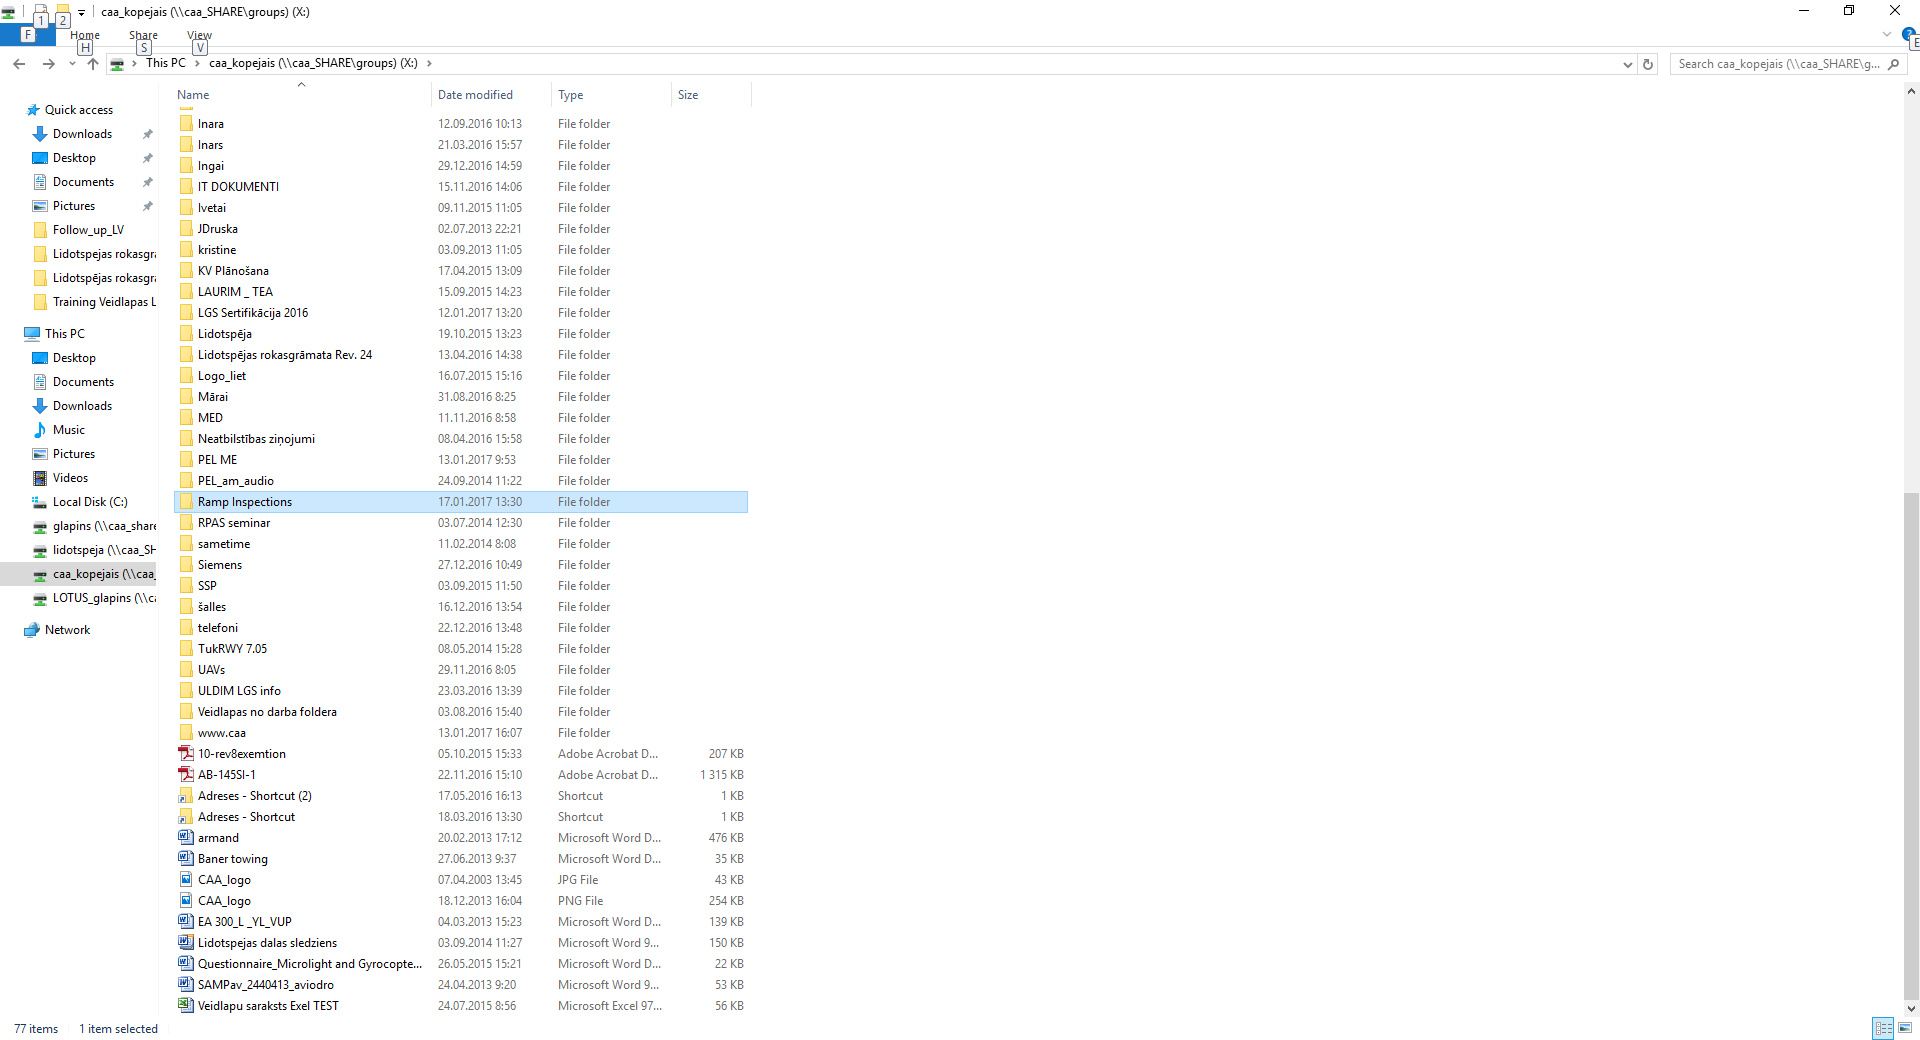 1 2 caa_kopejais (\\caa_SHARE\groups) (X:)
F Home Share View
H S V E
This PC caa_kopejais (\\caa_SHARE\groups) (X:) Search caa_kopejais (\\caa_SHARE\g...
Name Date modified Type Size
Quick access
Downloads
Desktop
Documents
Pictures
Follow_up_LV
Lidotspejas rokasgra
Lidotspējas rokasgra
Training Veidlapas L
This PC
Desktop
Documents
Downloads
Music
Pictures
Videos
Local Disk (C:)
glapins (\\caa_share
lidotspeja (\\caa_SH
caa_kopejais (\\caa_
LOTUS_glapins (\\ca
Network
Inara 12.09.2016 10:13 File folder
Inars 21.03.2016 15:57 File folder
Ingai 29.12.2016 14:59 File folder
IT DOKUMENTI 15.11.2016 14:06 File folder
Ivetai 09.11.2015 11:05 File folder
JDruska 02.07.2013 22:21 File folder
kristine 03.09.2013 11:05 File folder
KV Plānošana 17.04.2015 13:09 File folder
LAURIM _ TEA 15.09.2015 14:23 File folder
LGS Sertifikācija 2016 12.01.2017 13:20 File folder
Lidotspēja 19.10.2015 13:23 File folder
Lidotspējas rokasgrāmata Rev. 24 13.04.2016 14:38 File folder
Logo_liet 16.07.2015 15:16 File folder
Mārai 31.08.2016 8:25 File folder
MED 11.11.2016 8:58 File folder
Neatbilstības ziņojumi 08.04.2016 15:58 File folder
PEL ME 13.01.2017 9:53 File folder
PEL_am_audio 24.09.2014 11:22 File folder
Ramp Inspections 17.01.2017 13:30 File folder
RPAS seminar 03.07.2014 12:30 File folder
sametime 11.02.2014 8:08 File folder
Siemens 27.12.2016 10:49 File folder
SSP 03.09.2015 11:50 File folder
šalles 16.12.2016 13:54 File folder
telefoni 22.12.2016 13:48 File folder
TukRWY 7.05 08.05.2014 15:28 File folder
UAVs 29.11.2016 8:05 File folder
ULDIM LGS info 23.03.2016 13:39 File folder
Veidlapas no darba foldera 03.08.2016 15:40 File folder
www.caa 13.01.2017 16:07 File folder
10-rev8exemtion 05.10.2015 15:33 Adobe Acrobat D... 207 KB
AB-145SI-1 22.11.2016 15:10 Adobe Acrobat D... 1 315 KB
Adreses - Shortcut (2) 17.05.2016 16:13 Shortcut 1 KB
Adreses - Shortcut 18.03.2016 13:30 Shortcut 1 KB
armand 20.02.2013 17:12 Microsoft Word D... 476 KB
Baner towing 27.06.2013 9:37 Microsoft Word D... 35 KB
CAA_logo 07.04.2003 13:45 JPG File 43 KB
CAA_logo 18.12.2013 16:04 PNG File 254 KB
EA 300_L _YL_VUP 04.03.2013 15:23 Microsoft Word D... 139 KB
Lidotspejas dalas sledziens 03.09.2014 11:27 Microsoft Word 9... 150 KB
Questionnaire_Microlight and Gyrocopte... 26.05.2015 15:21 Microsoft Word D... 22 KB
SAMPav_2440413_aviodro 24.04.2013 9:20 Microsoft Word 9... 53 KB
Veidlapu saraksts Exel TEST 24.07.2015 8:56 Microsoft Excel 97... 56 KB
77 items 1 item selected